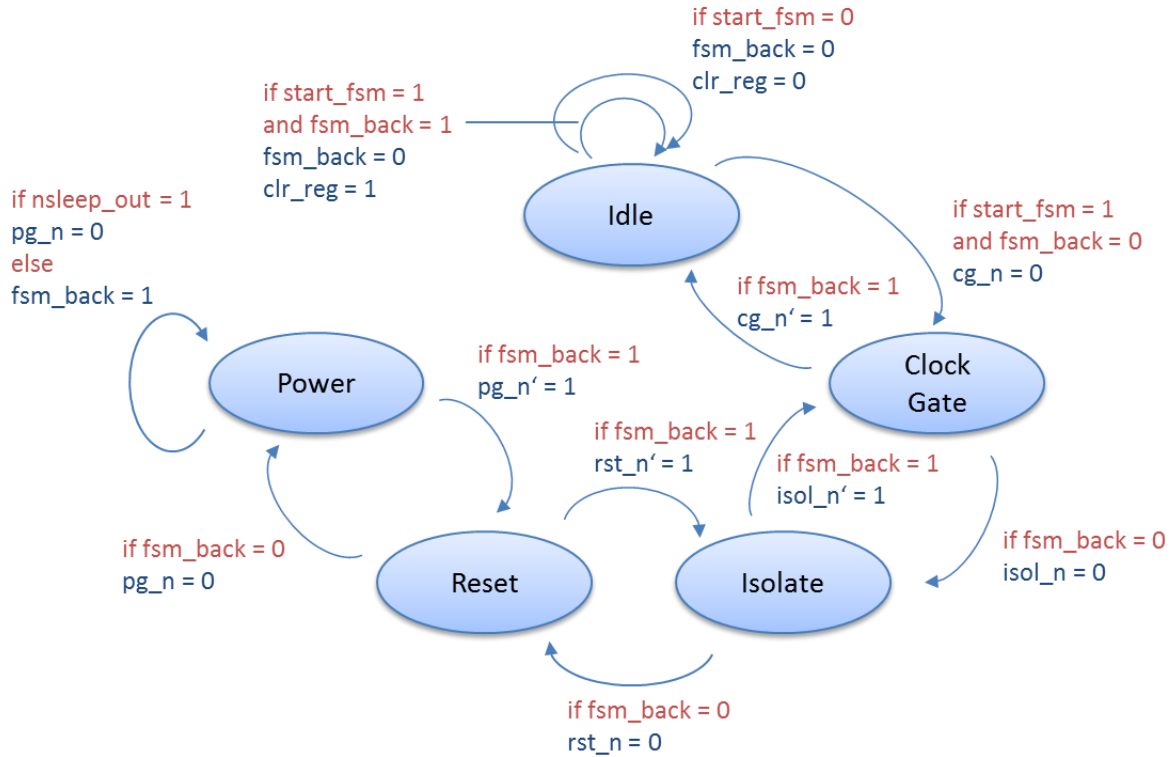 if start_fsm = 0
fsm_back = 0
clr_reg = 0
if start_fsm = 1
and fsm_back = 1
fsm_back = 0
clr_reg = 1
Idle
if nsleep_out = 1
pg_n = 0
else
fsm_back = 1
if start_fsm = 1
and fsm_back = 0
cg_n = 0
if fsm_back = 1
cg_n‘ = 1
Power
if fsm_back = 1
pg_n‘ = 1
Clock
Gate
if fsm_back = 1
rst_n‘ = 1
if fsm_back = 1
isol_n‘ = 1
if fsm_back = 0
pg_n = 0
Reset
Isolate
if fsm_back = 0
isol_n = 0
if fsm_back = 0
rst_n = 0